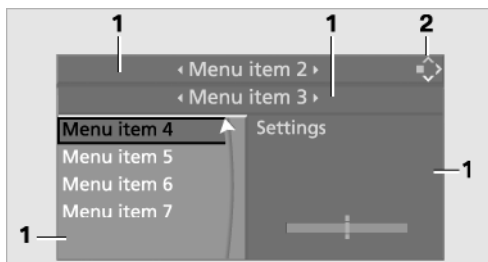 1 1 2
‹ Menu item 2 ›
‹ Menu item 3 ›
Menu item 4 Settings
Menu item 5
Menu item 6 1
Menu item 7
1